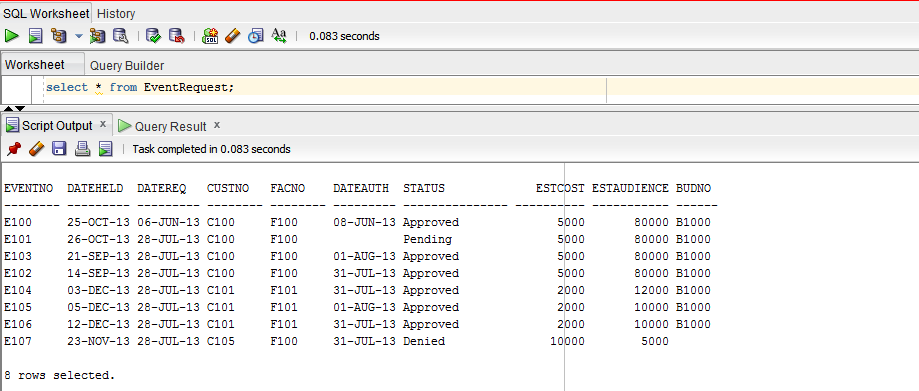 SQL Worksheet History
0.083 seconds
Worksheet Query Builder
select * from EventRequest;
Script Output x Query Result x
Task completed in 0.083 seconds
EVENTNO DATEHELD DATEREQ CUSTNO FACNO DATEAUTH STATUS ESTCOST ESTAUDIENCE BUDNO
------- --------- --------- ------- ------- --------- ------------- ---------- ----------- ------
E100 25-OCT-13 06-JUN-13 C100 F100 08-JUN-13 Approved 5000 80000 B1000
E101 26-OCT-13 28-JUL-13 C100 F100 Pending 5000 80000 B1000
E103 21-SEP-13 28-JUL-13 C100 F100 01-AUG-13 Approved 5000 80000 B1000
E102 14-SEP-13 28-JUL-13 C100 F100 31-JUL-13 Approved 5000 80000 B1000
E104 03-DEC-13 28-JUL-13 C101 F101 31-JUL-13 Approved 2000 12000 B1000
E105 05-DEC-13 28-JUL-13 C101 F101 01-AUG-13 Approved 2000 10000 B1000
E106 12-DEC-13 28-JUL-13 C101 F101 31-JUL-13 Approved 2000 10000 B1000
E107 23-NOV-13 28-JUL-13 C105 F100 31-JUL-13 Denied 10000 5000
8 rows selected.